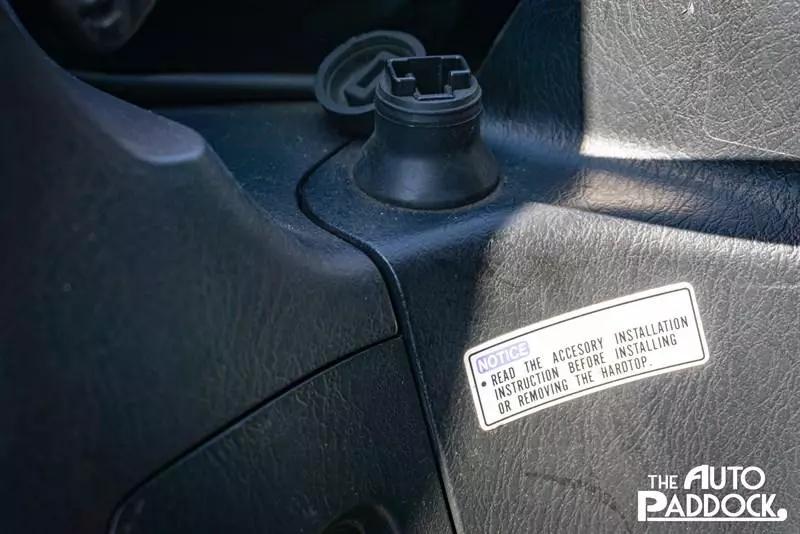 NOTICE
• READ THE ACCESORY INSTALLATION
INSTRUCTION BEFORE INSTALLING
OR REMOVING THE HARDTOP.
THE AUTO
PADDOCK.